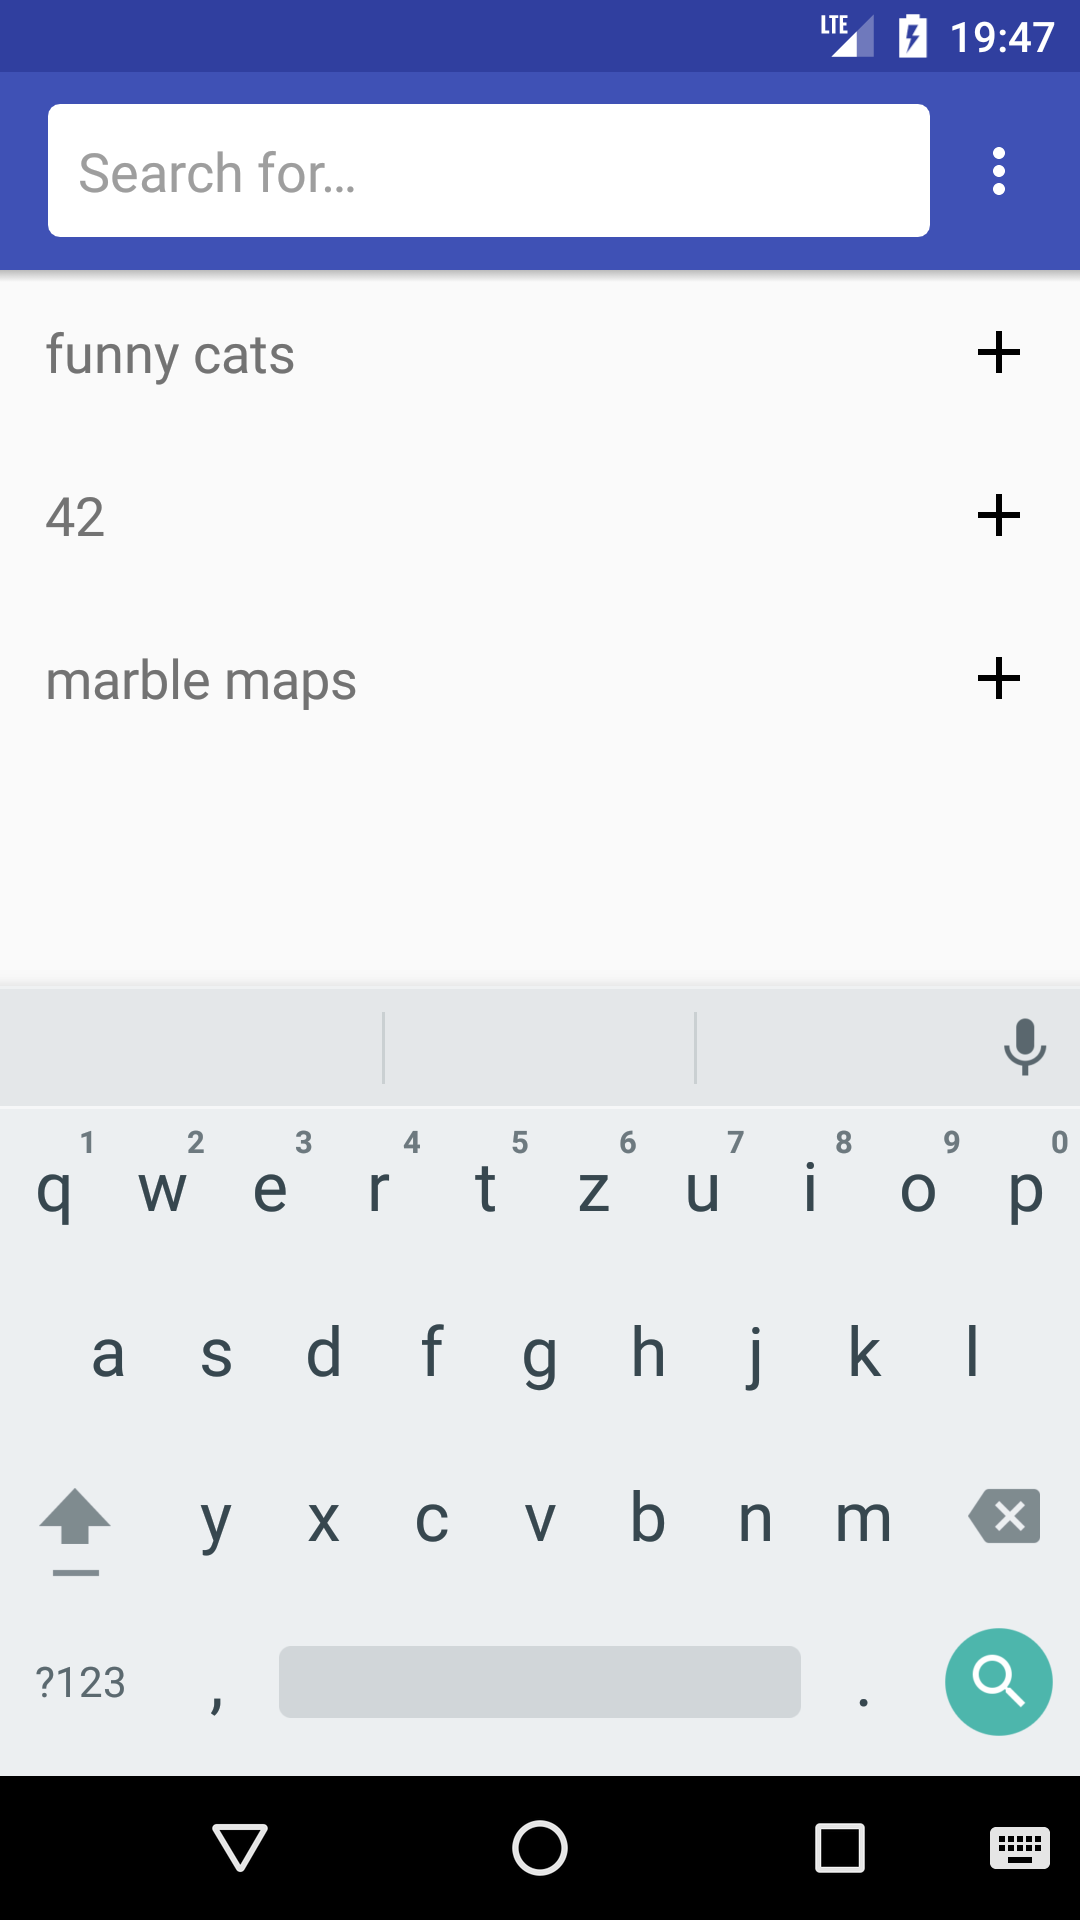 LTE 19:47
Search for...
funny cats
42
marble maps
1 2 3 4 5 6 7 8 9 0
q w e r t z u i o p
a s d f g h j k l
y x c v b n m
?123 , .